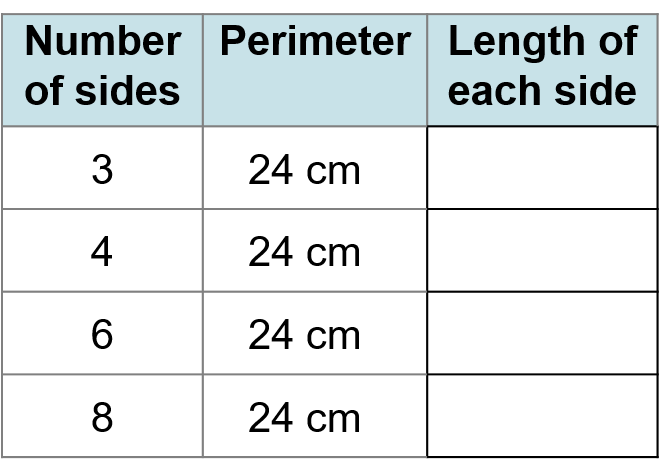 Number of sides Perimeter Length of each side
3 24 cm
4 24 cm
6 24 cm
8 24 cm